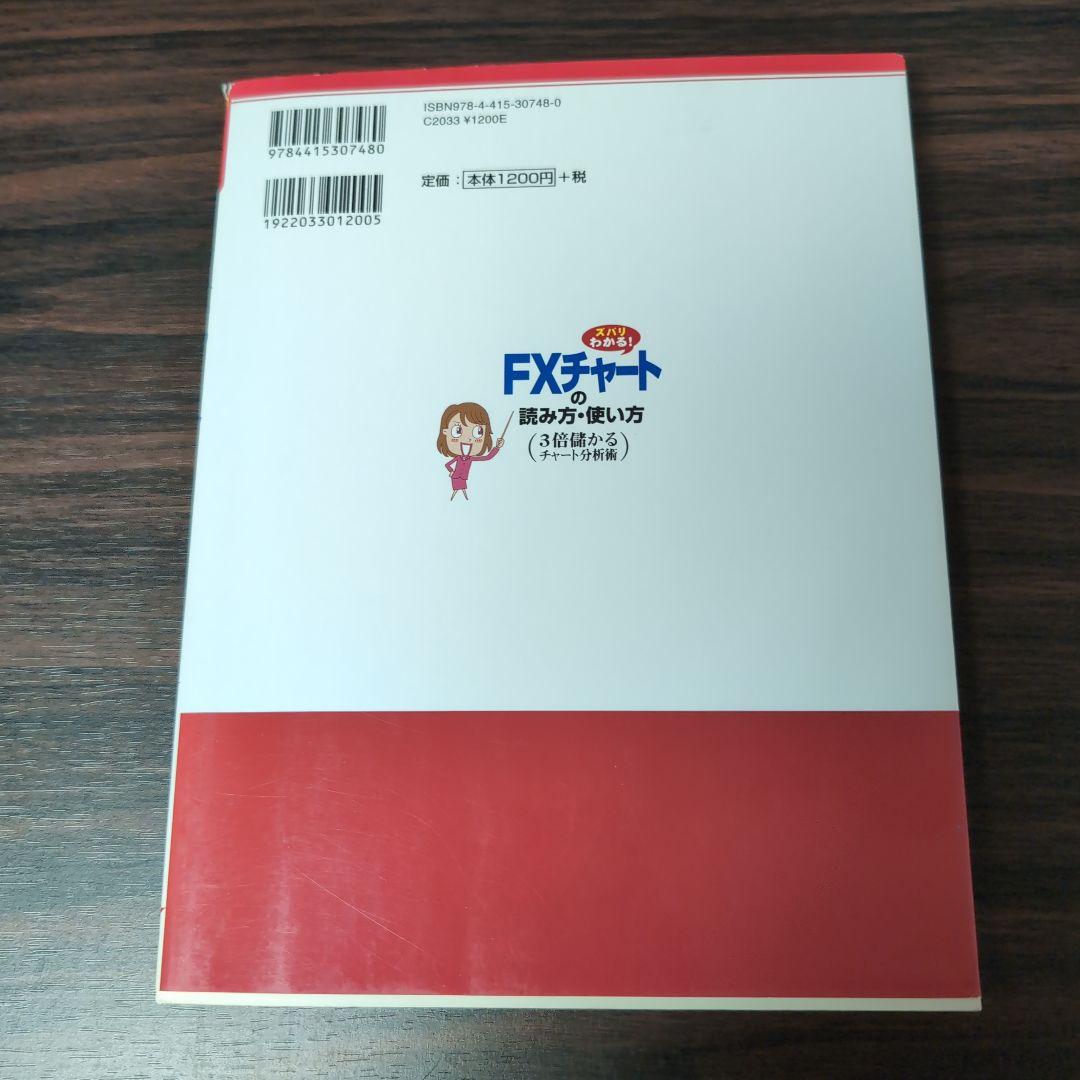 ISBN978-4-415-30748-0
C2033 ¥1200E
9784415307480
定価：本体1200円＋税
1922033012005
ズバリ
わかる！
FXチャート
の
読み方・使い方
（3倍儲かる
チャート分析術）